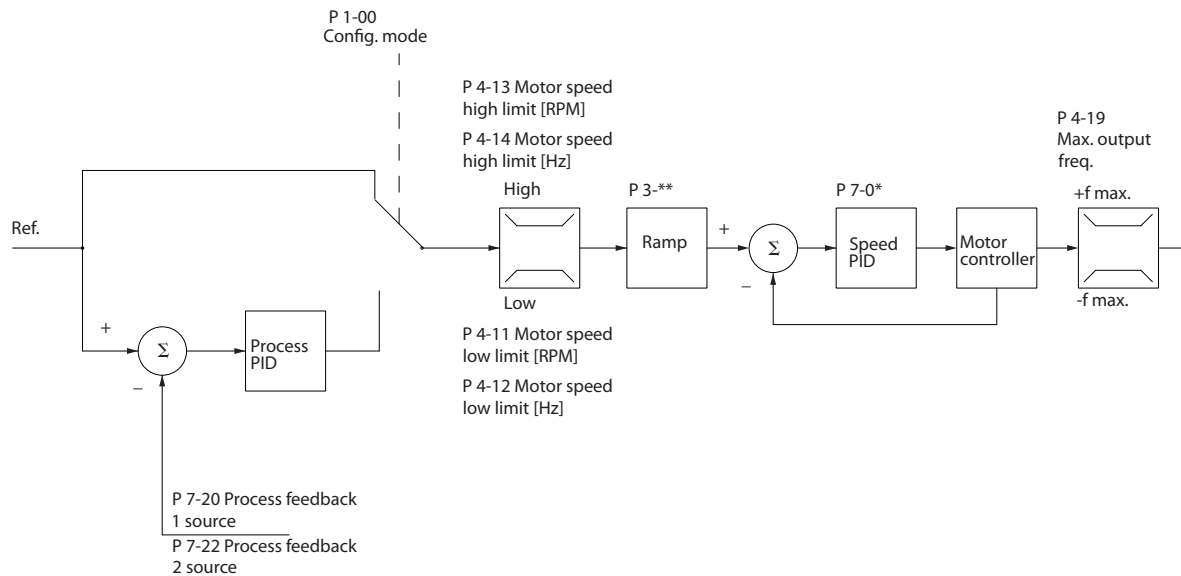 P 1-00
Config. mode
P 4-13 Motor speed
high limit [RPM]
P 4-14 Motor speed
high limit [Hz]
P 4-19
Max. output
freq.
High
P 3-**
P 7-0*
+f max.
Ref.
Ramp
+
Σ
Speed
PID
Motor
controller
–
Low
-f max.
+
Σ
Process
PID
–
P 4-11 Motor speed
low limit [RPM]
P 4-12 Motor speed
low limit [Hz]
P 7-20 Process feedback
1 source
P 7-22 Process feedback
2 source